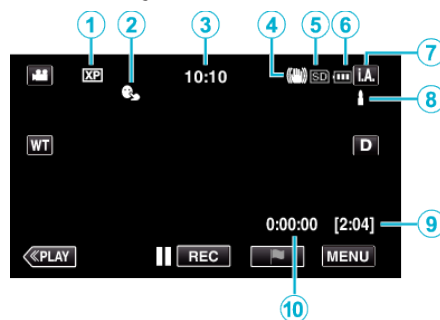 1 2 3 4 5 6 7
XP 10:10 SD i.A.
8
WT D
0:00:00 [2:04] 9
≪PLAY REC MENU
10